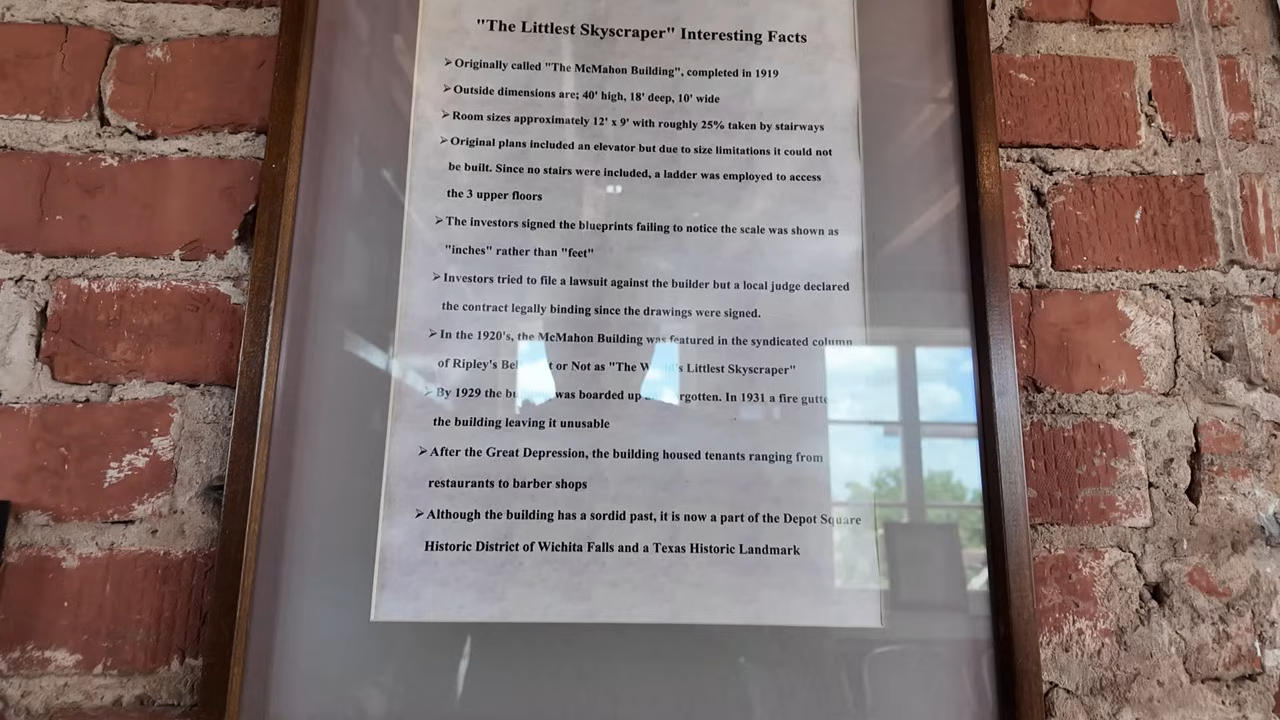 "The Littlest Skyscraper" Interesting Facts
➢Originally called "The McMahon Building", completed in 1919
➢Outside dimensions are; 40' high, 18' deep, 10' wide
➢Room sizes approximately 12' x 9' with roughly 25% taken by stairways
➢Original plans included an elevator but due to size limitations it could not
be built. Since no stairs were included, a ladder was employed to access
the 3 upper floors
➢The investors signed the blueprints failing to notice the scale was shown as
"inches" rather than "feet"
➢Investors tried to file a lawsuit against the builder but a local judge declared
the contract legally binding since the drawings were signed.
➢In the 1920's, the McMahon Building was featured in the syndicated column
of Ripley's or Not as "The Littlest Skyscraper"
➢By 1929 the was boarded up In 1931 a fire
the building leaving it unusable
➢After the Great Depression, the building housed tenants ranging from
restaurants to barber shops
➢Although the building has a sordid past, it is now a part of the Depot Square
Historic District of Wichita Falls and a Texas Historic Landmark